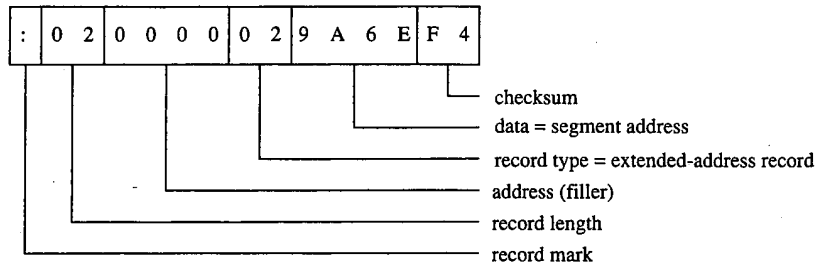 : 0 2 0 0 0 0 0 2 9 A 6 E F 4
checksum
data = segment address
record type = extended-address record
address (filler)
record length
record mark